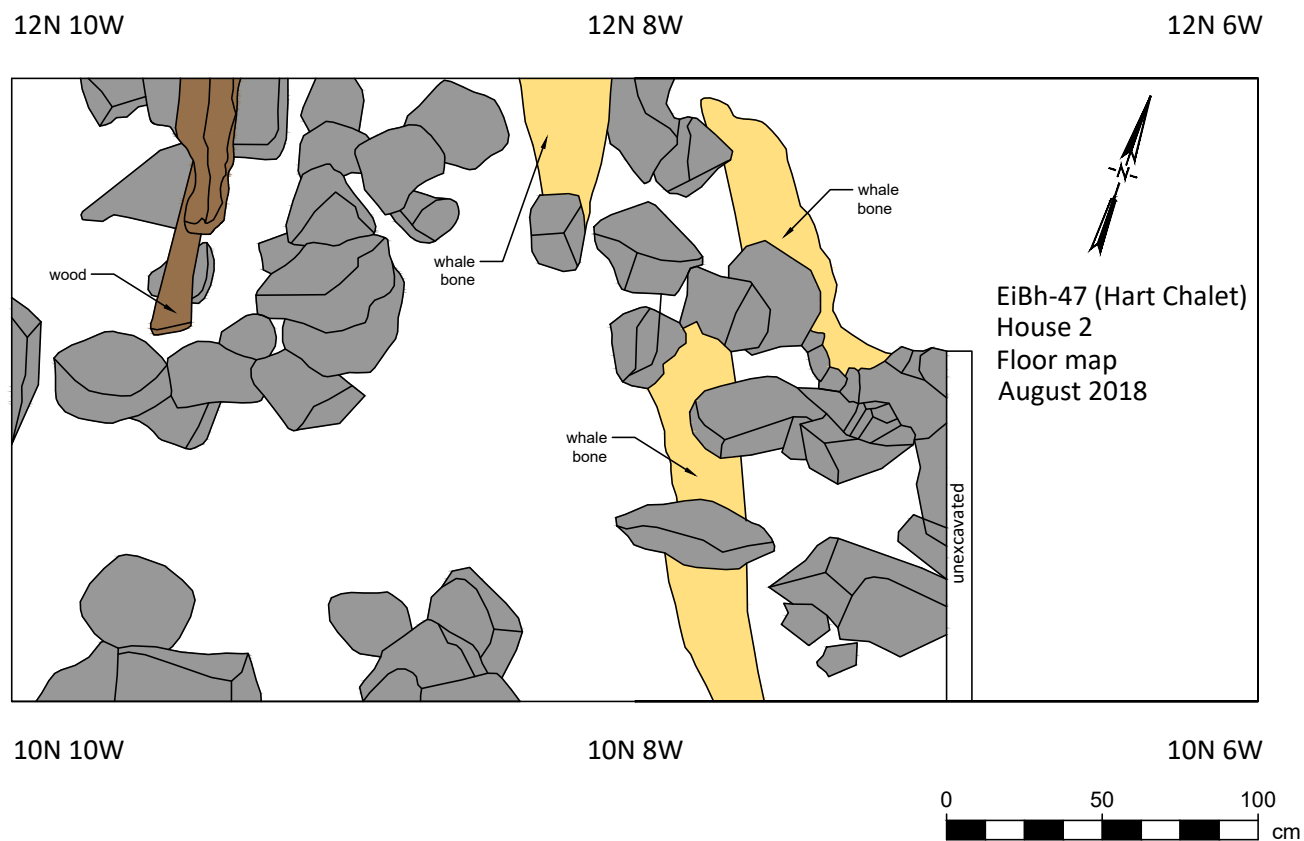 12N 10W
12N 8W
12N 6W
N
whale
bone
wood
whale
bone
EiBh-47 (Hart Chalet)
House 2
Floor map
August 2018
whale
bone
unexcavated
10N 10W
10N 8W
10N 6W
0 50 100
cm